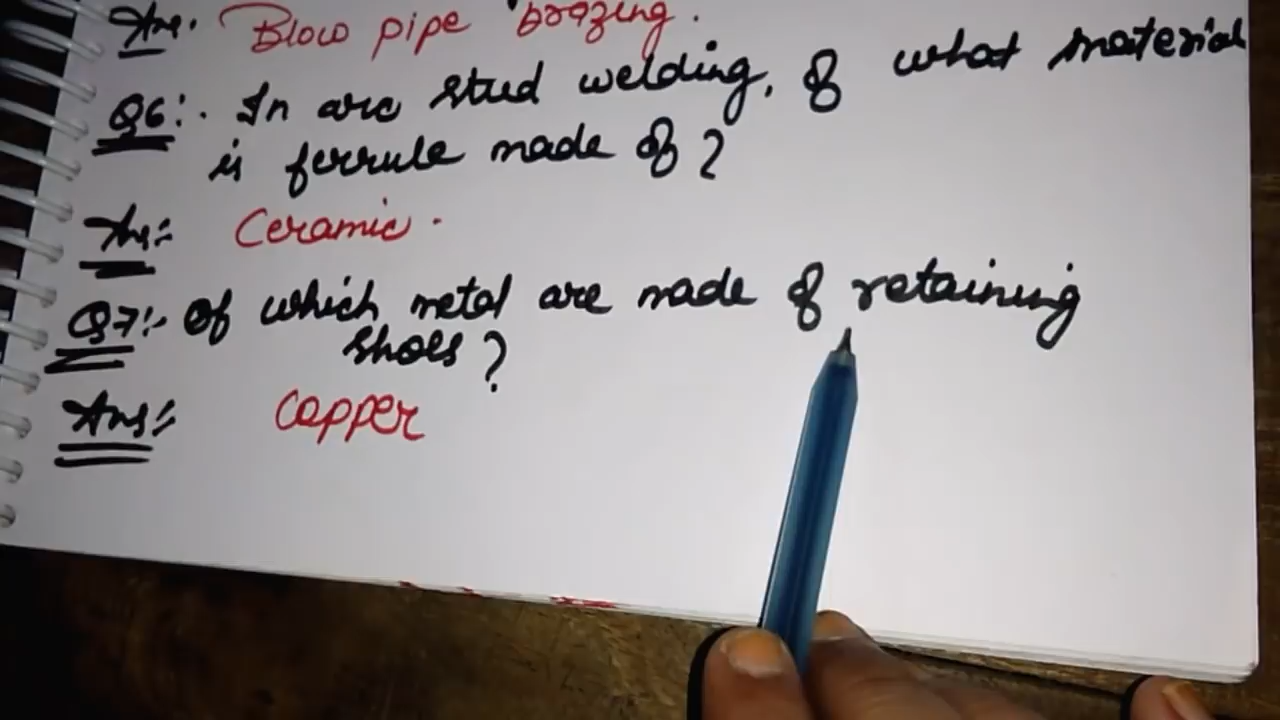 Ans. Blow pipe brazing.
Q6:- In arc stud welding, of what material
is ferrule made of?
Ans:- Ceramic.
Q7:- Of which metal are made of retaining
shoes?
Ans:- Copper